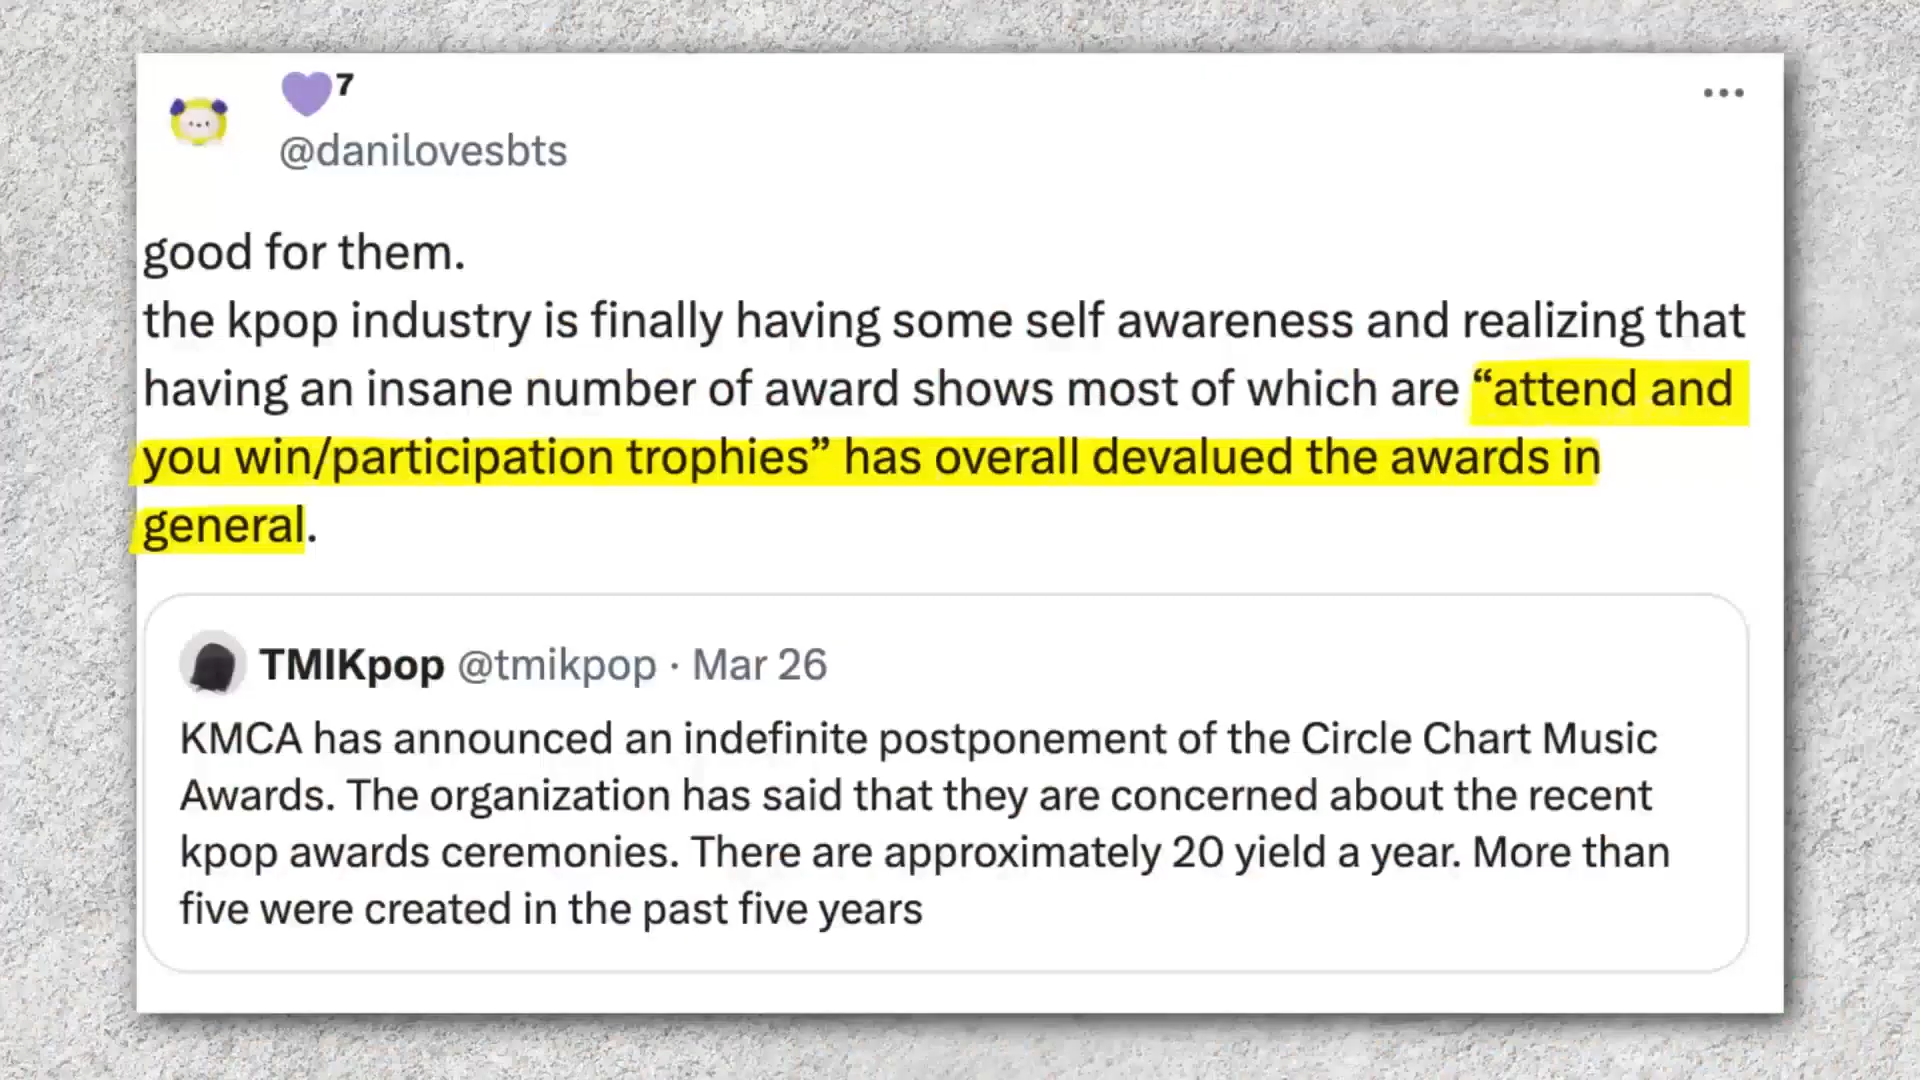 💜7
@danilovesbts
good for them.
the kpop industry is finally having some self awareness and realizing that
having an insane number of award shows most of which are “attend and
you win/participation trophies” has overall devalued the awards in
general.
TMIKpop @tmikpop · Mar 26
KMCA has announced an indefinite postponement of the Circle Chart Music
Awards. The organization has said that they are concerned about the recent
kpop awards ceremonies. There are approximately 20 yield a year. More than
five were created in the past five years